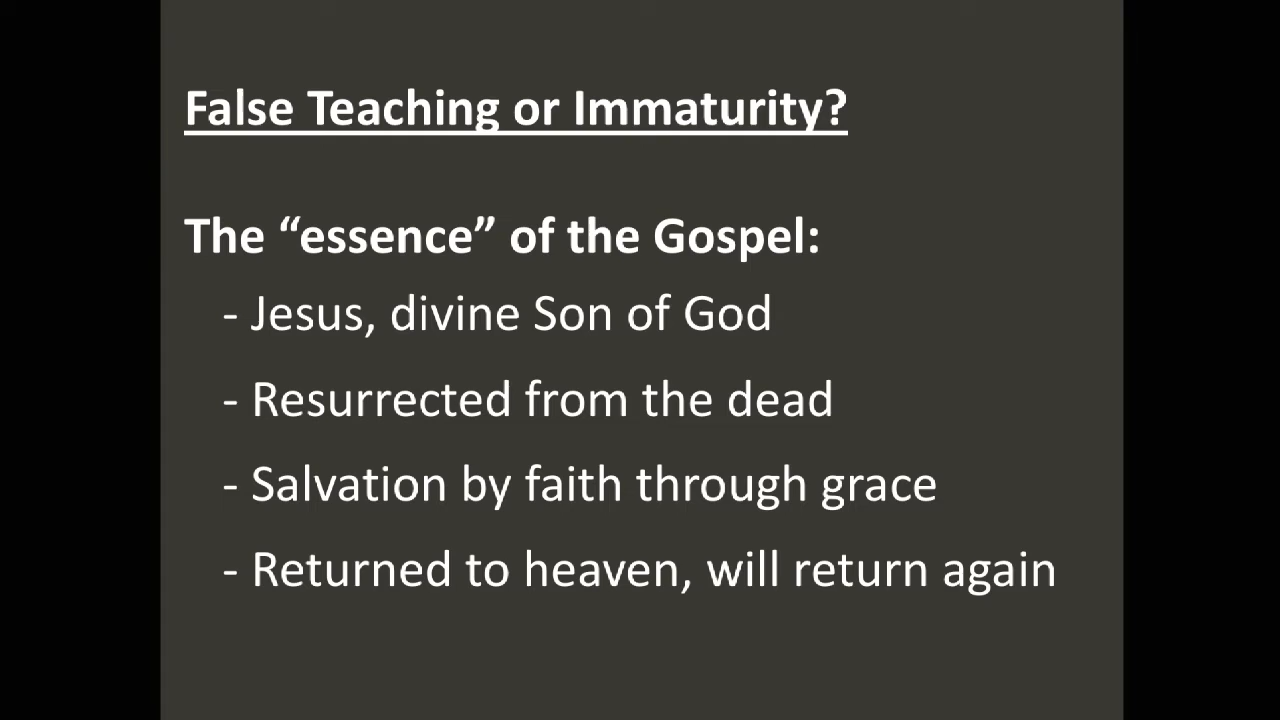 False Teaching or Immaturity?
The “essence” of the Gospel:
- Jesus, divine Son of God
- Resurrected from the dead
- Salvation by faith through grace
- Returned to heaven, will return again